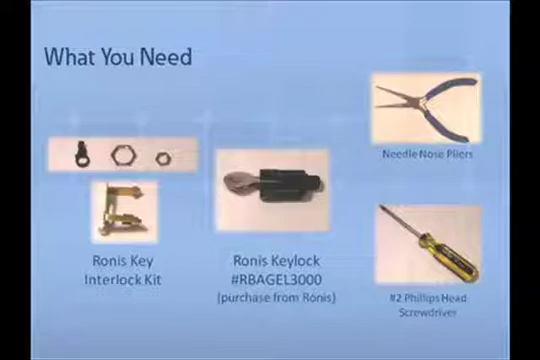 What You Need
Needle Nose Pliers
Ronis Key
Interlock Kit
Ronis Keylock
#RBAGEL3000
(purchase from Ronis)
#2 Phillips Head
Screwdriver